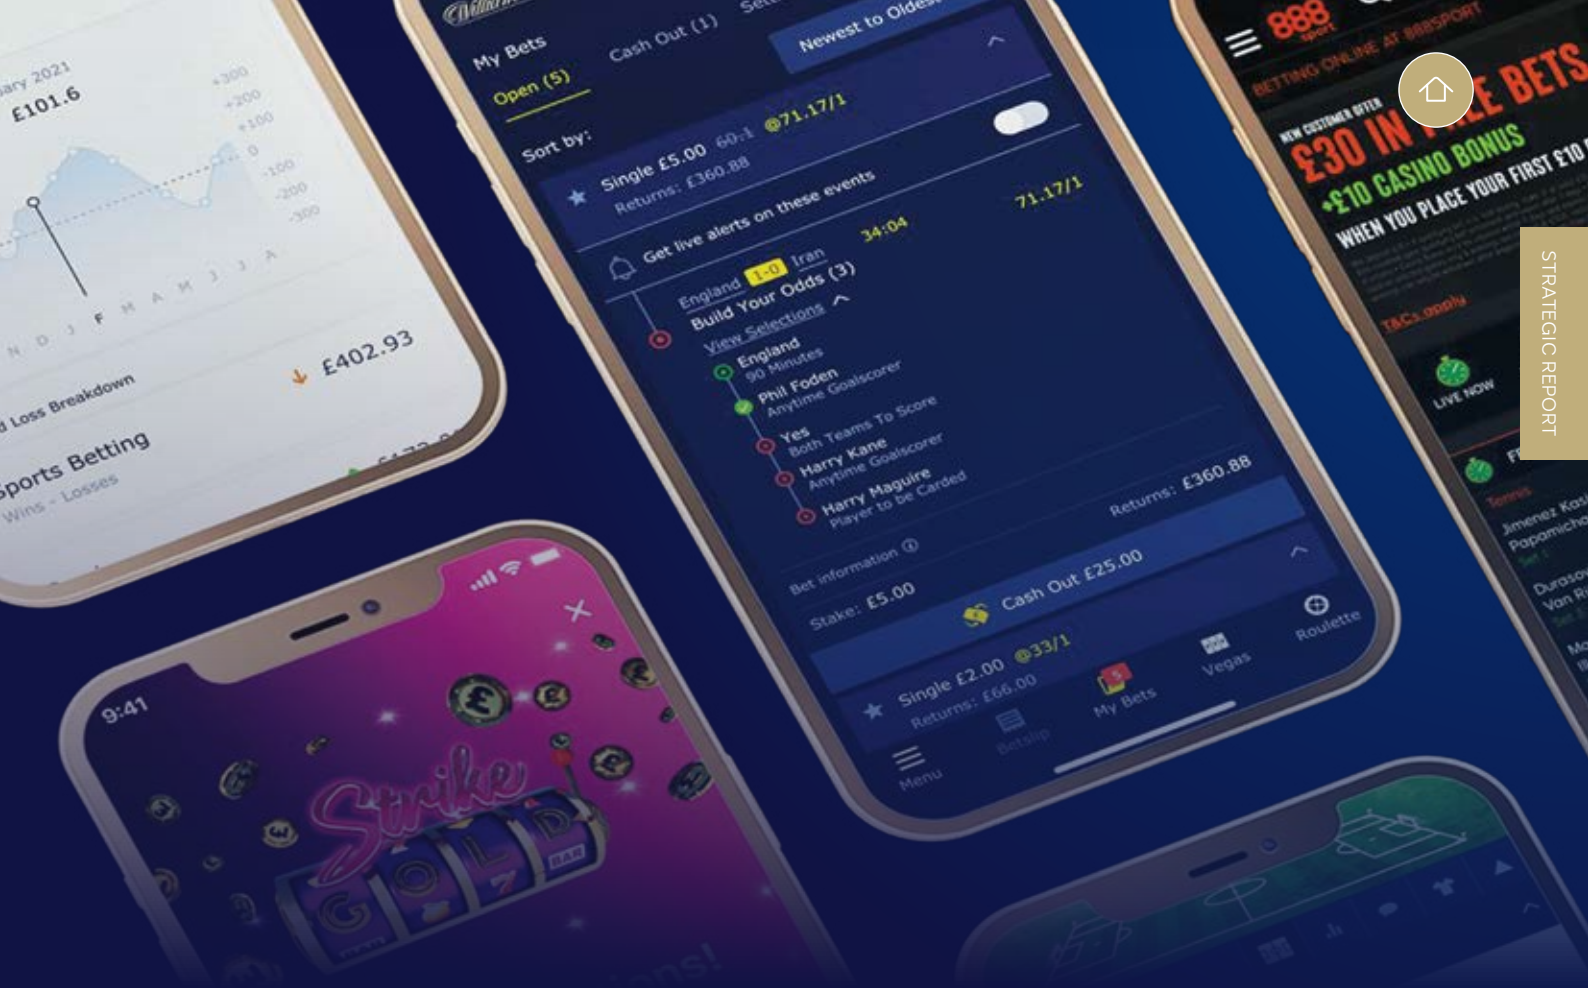 £101.6
+300
+200
+100
0
-100
-200
-300
N D J F M A M J J A
Loss Breakdown
£402.93
Sports Betting
Wins - Losses
My Bets
Cash Out (1)
Open (5)
Newest to Oldest
Sort by:
Single £5.00 60.1 @71.17/1
Returns: £360.88
Get live alerts on these events
England 1-0 Iran 34:04 71.17/1
Build Your Odds (3)
View Selections
England
90 Minutes
Phil Foden
Anytime Goalscorer
Yes
Both Teams To Score
Harry Kane
Anytime Goalscorer
Harry Maguire
Player to be Carded
Bet information
Returns: £360.88
Stake: £5.00
Cash Out £25.00
Single £2.00 @33/1
Returns: £66.00
Menu
Betslip
5
My Bets
Vegas
Roulette
888
sport
BETTING ONLINE AT 888SPORT
NEW CUSTOMER OFFER
£30 IN BETS
+£10 CASINO BONUS
WHEN YOU PLACE YOUR FIRST £10
T&Cs apply
LIVE NOW
Tennis
Jimenez
Set 1
Van
STRATEGIC REPORT
9:41
Strike
GOLD
7
BAR